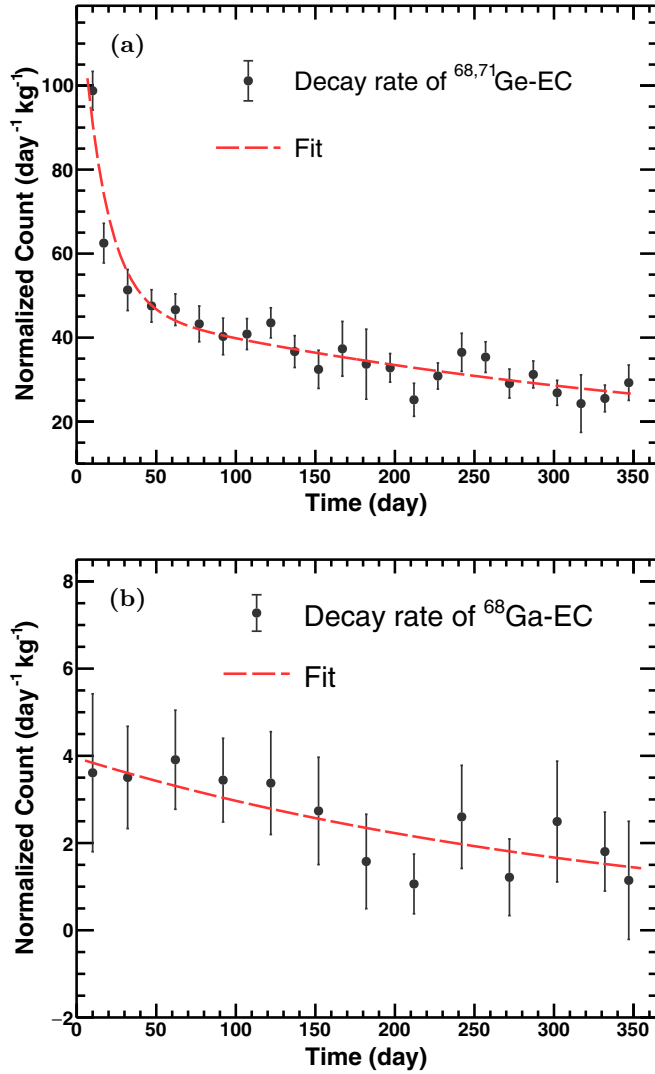 (a)
Decay rate of ⁶⁸,⁷¹Ge-EC
Fit
Normalized Count (day⁻¹ kg⁻¹)
100
80
60
40
20
0 50 100 150 200 250 300 350
Time (day)
(b)
Decay rate of ⁶⁸Ga-EC
Fit
Normalized Count (day⁻¹ kg⁻¹)
8
6
4
2
0
−2
0 50 100 150 200 250 300 350
Time (day)